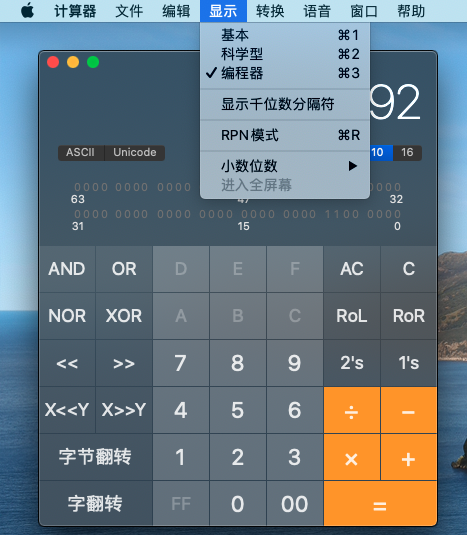 计算器 文件 编辑 显示 转换 语音 窗口 帮助
基本 ⌘1
科学型 ⌘2
✓ 编程器 ⌘3
显示千位数分隔符
RPN 模式 ⌘R
小数位数 ▶
进入全屏幕
92
ASCII Unicode 10 16
0000 0000 0000
63 47 32
0000 0000 0000 0000 0000 0000 1100 0000
31 15 0
AND OR D E F AC C
NOR XOR A B C RoL RoR
<< >> 7 8 9 2's 1's
X<<Y X>>Y 4 5 6 ÷ −
字节翻转 1 2 3 × +
字翻转 FF 0 00 =